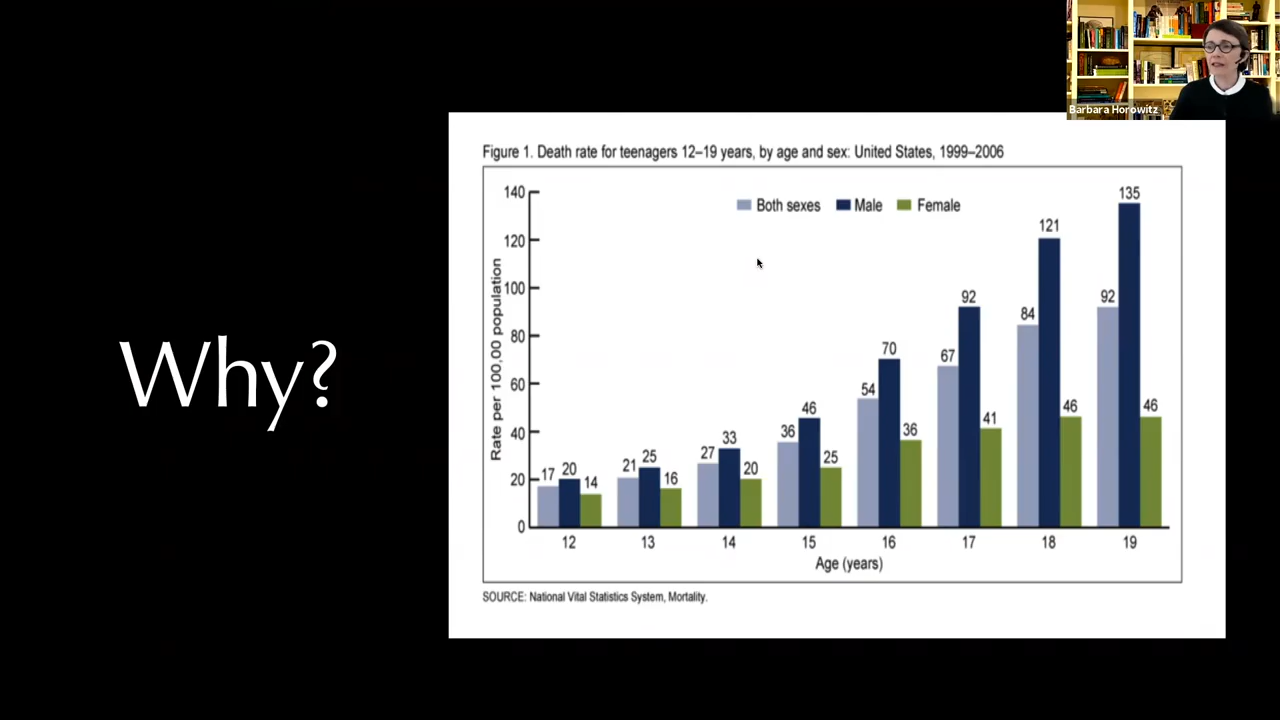 Barbara Horowitz
Why?
Figure 1. Death rate for teenagers 12–19 years, by age and sex: United States, 1999–2006
Both sexes Male Female
Rate per 100,00 population
140
120
100
80
60
40
20
0
17 20 14
21 25 16
27 33 20
36 46 25
54 70 36
67 92 41
84 121 46
92 135 46
12 13 14 15 16 17 18 19
Age (years)
SOURCE: National Vital Statistics System, Mortality.